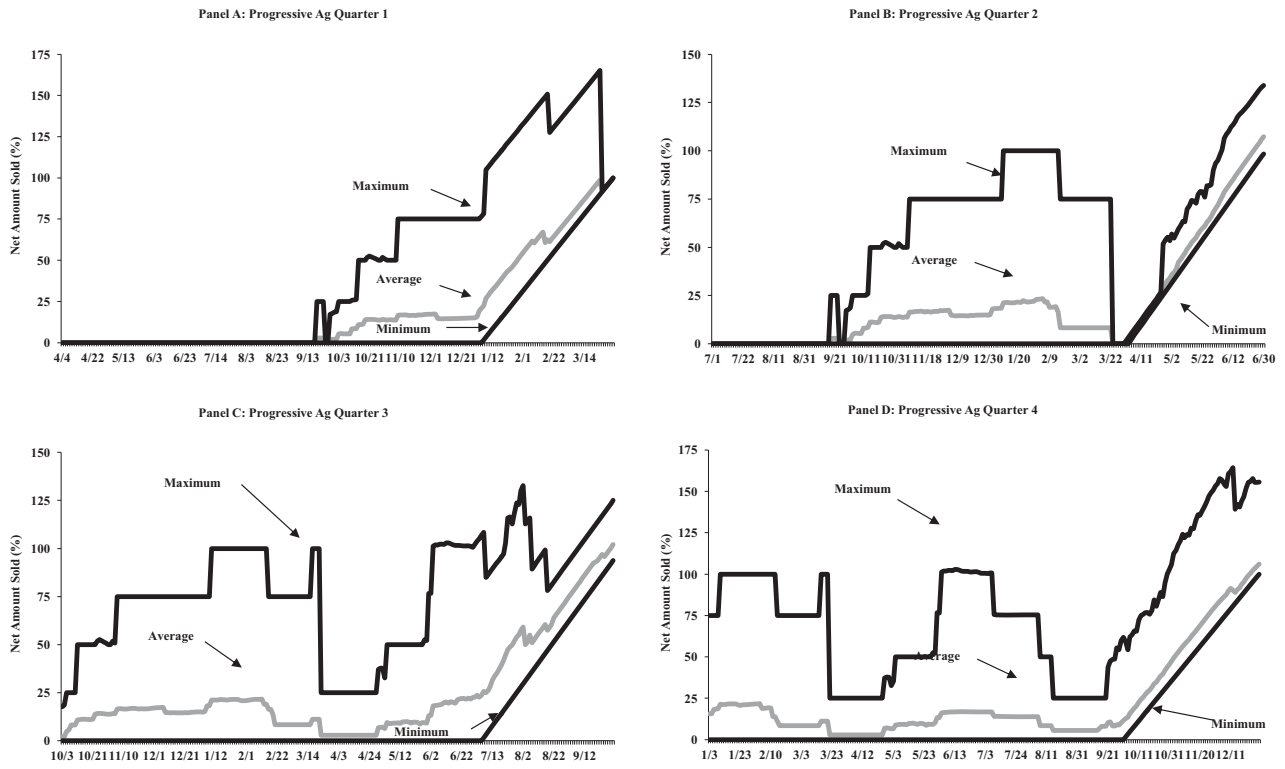 Panel A: Progressive Ag Quarter 1
175
150
125
100
75
50
25
0
Net Amount Sold (%)
Maximum
Average
Minimum
4/4 4/22 5/13 6/3 6/23 7/14 8/3 8/23 9/13 10/3 10/21 11/10 12/1 12/21 1/12 2/1 2/22 3/14
Panel B: Progressive Ag Quarter 2
150
125
100
75
50
25
0
Net Amount Sold (%)
Maximum
Average
Minimum
7/1 7/22 8/11 8/31 9/21 10/11 10/31 11/18 12/9 12/30 1/20 2/9 3/2 3/22 4/11 5/2 5/22 6/12 6/30
Panel C: Progressive Ag Quarter 3
150
125
100
75
50
25
0
Net Amount Sold (%)
Maximum
Average
Minimum
10/3 10/21 11/10 12/1 12/21 1/12 2/1 2/22 3/14 4/4 4/24 5/12 6/2 6/22 7/13 8/2 8/22 9/12
Panel D: Progressive Ag Quarter 4
175
150
125
100
75
50
25
0
Net Amount Sold (%)
Maximum
Average
Minimum
1/3 1/23 2/10 3/3 3/23 4/13 5/3 5/23 6/13 7/3 7/24 8/11 9/1 9/21 10/11 10/31 11/20 12/11